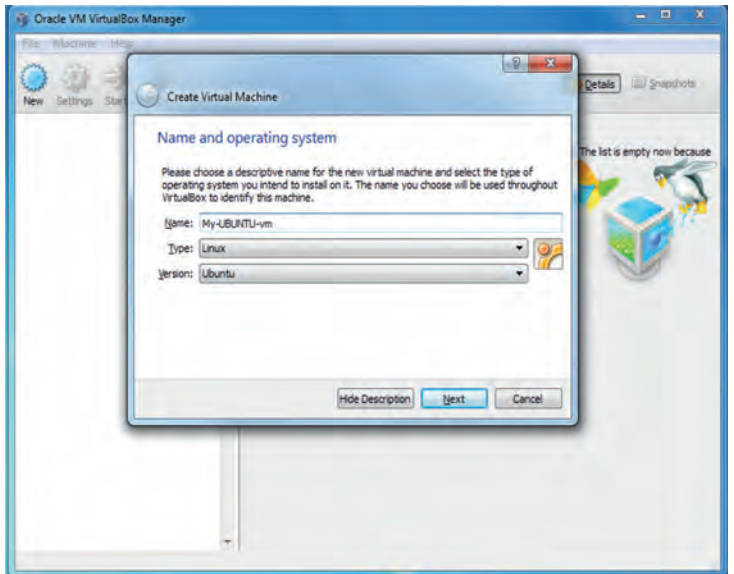 Oracle VM VirtualBox Manager
File Machine Help
New Settings Start
Details Snapshots
The list is empty now because
Create Virtual Machine
Name and operating system
Please choose a descriptive name for the new virtual machine and select the type of
operating system you intend to install on it. The name you choose will be used throughout
VirtualBox to identify this machine.
Name: My-UBUNTU-vm
Type: Linux
Version: Ubuntu
Hide Description Next Cancel